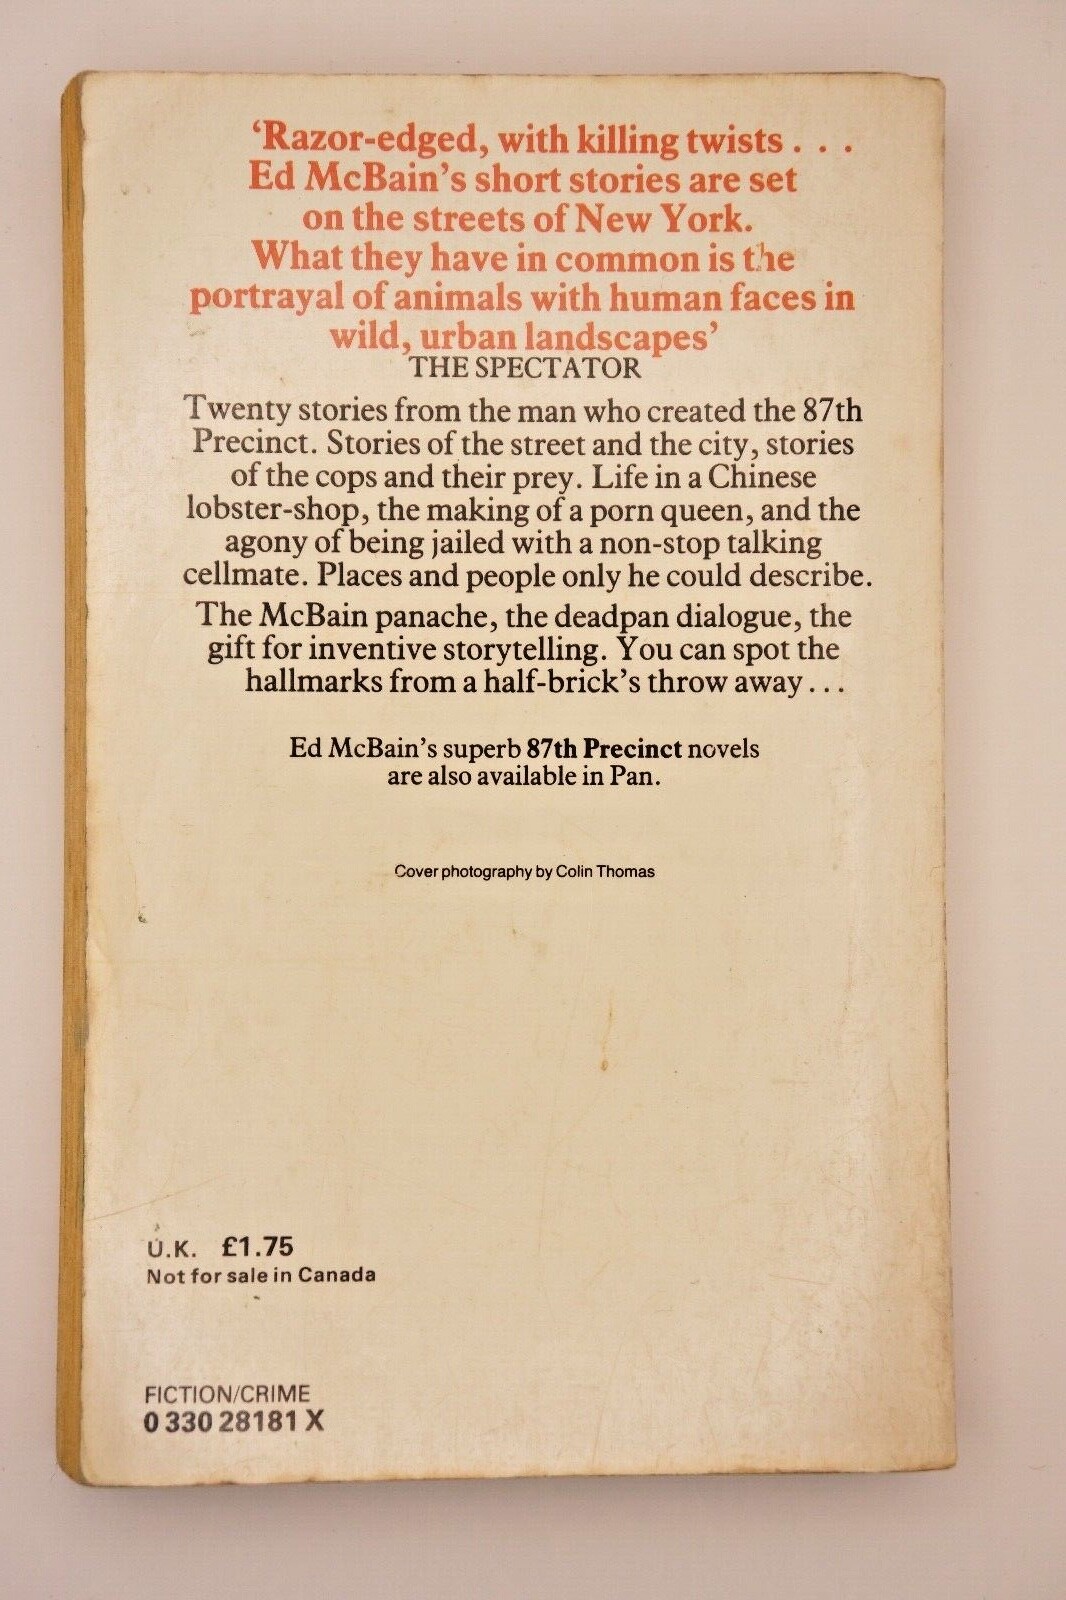 ‘Razor-edged, with killing twists . . .
Ed McBain’s short stories are set
on the streets of New York.
What they have in common is the
portrayal of animals with human faces in
wild, urban landscapes’
THE SPECTATOR
Twenty stories from the man who created the 87th
Precinct. Stories of the street and the city, stories
of the cops and their prey. Life in a Chinese
lobster-shop, the making of a porn queen, and the
agony of being jailed with a non-stop talking
cellmate. Places and people only he could describe.
The McBain panache, the deadpan dialogue, the
gift for inventive storytelling. You can spot the
hallmarks from a half-brick’s throw away . . .
Ed McBain’s superb 87th Precinct novels
are also available in Pan.
Cover photography by Colin Thomas
U.K. £1.75
Not for sale in Canada
FICTION/CRIME
0 330 28181 X